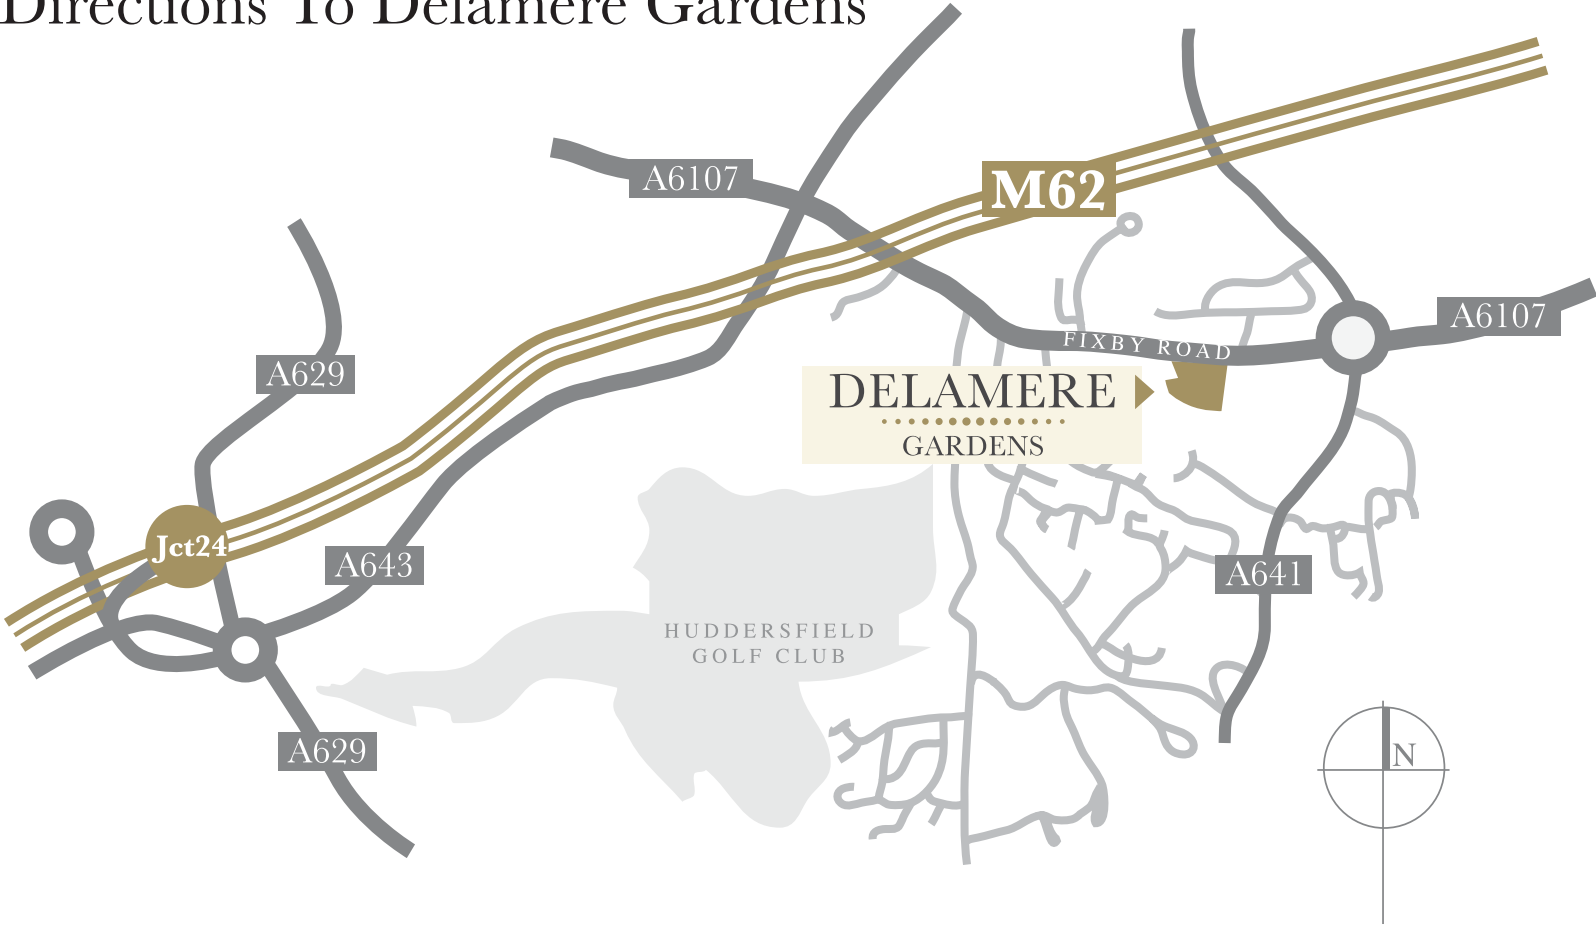 Directions To Delamere Gardens
A6107
M62
A6107
FIXBY ROAD
A629
DELAMERE
GARDENS
Jct24
A643
A641
HUDDERSFIELD
GOLF CLUB
A629
N